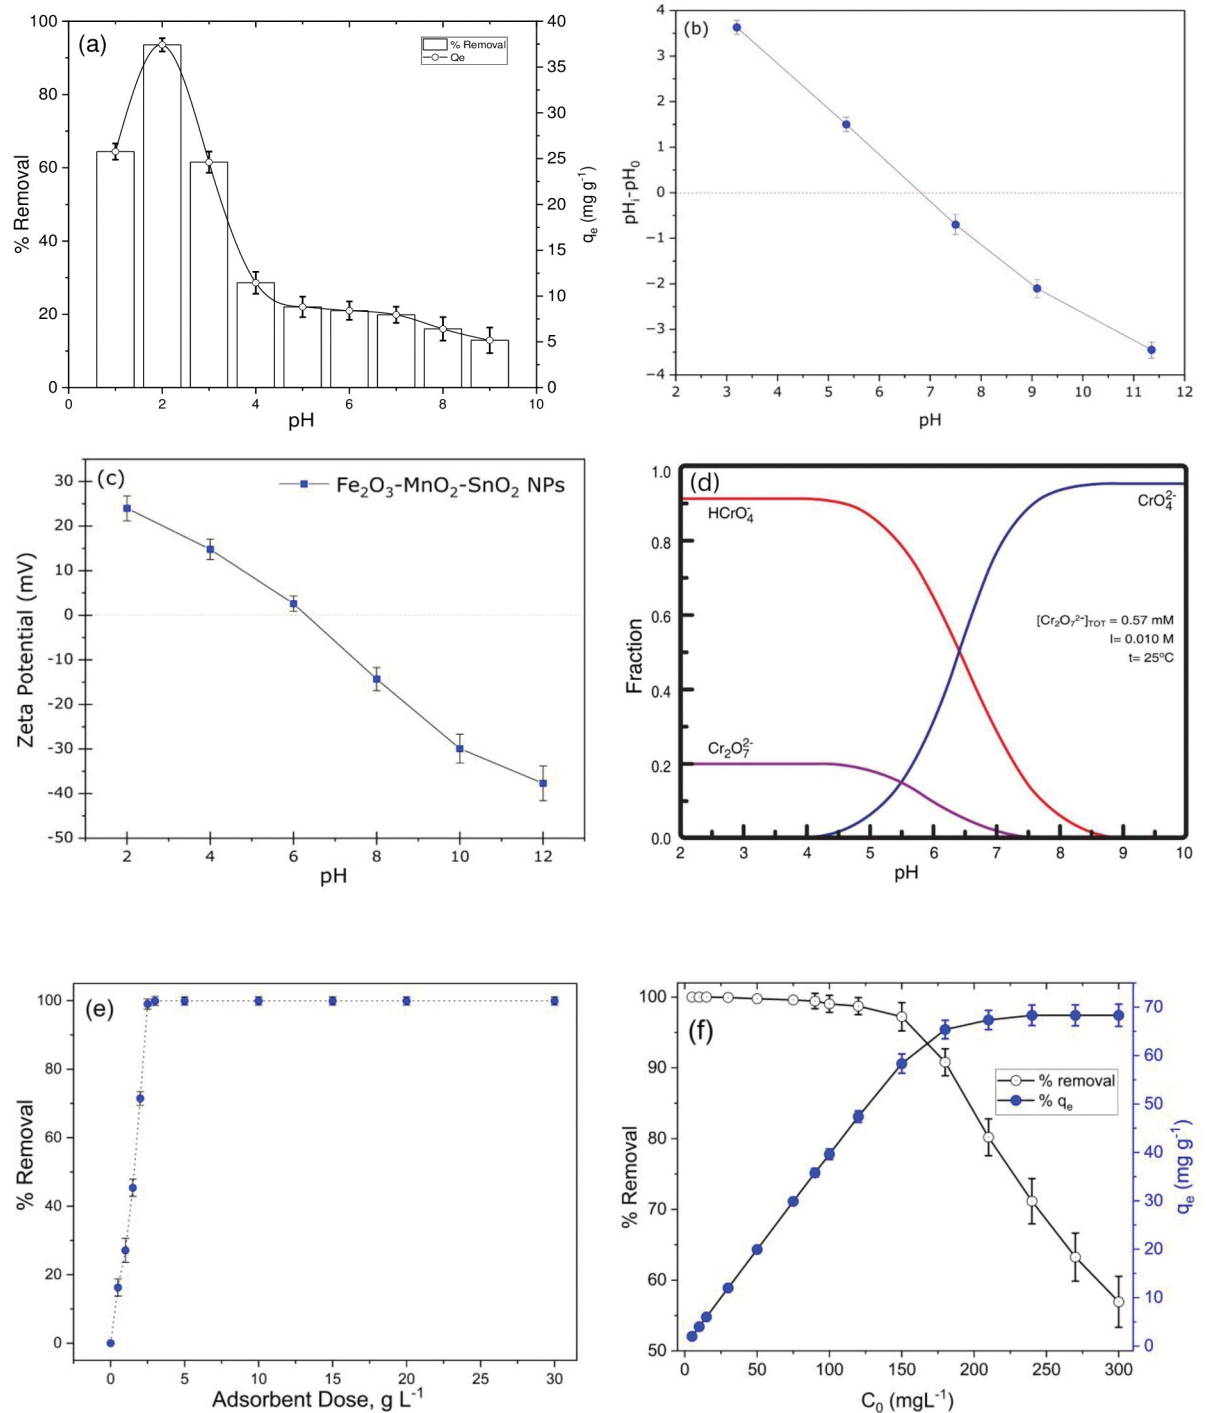 (a)
% Removal
Qe
100
80
60
40
20
0
% Removal
40
35
30
25
20
15
10
5
0
qe (mg g-1)
0 2 4 6 8 10
pH
(b)
4
3
2
1
0
−1
−2
−3
−4
pHi-pH0
2 3 4 5 6 7 8 9 10 11 12
pH
(c)
Fe2O3-MnO2-SnO2 NPs
30
20
10
0
-10
-20
-30
-40
-50
Zeta Potential (mV)
2 4 6 8 10 12
pH
(d)
1.0
0.8
0.6
0.4
0.2
0.0
Fraction
HCrO4-
CrO42-
[Cr2O72-]TOT = 0.57 mM
I= 0.010 M
t= 25ºC
Cr2O72-
2 3 4 5 6 7 8 9 10
pH
(e)
100
80
60
40
20
0
% Removal
0 5 10 15 20 25 30
Adsorbent Dose, g L-1
(f)
% removal
% qe
100
90
80
70
60
50
% Removal
70
60
50
40
30
20
10
0
qe (mg g-1)
0 50 100 150 200 250 300
C0 (mgL-1)